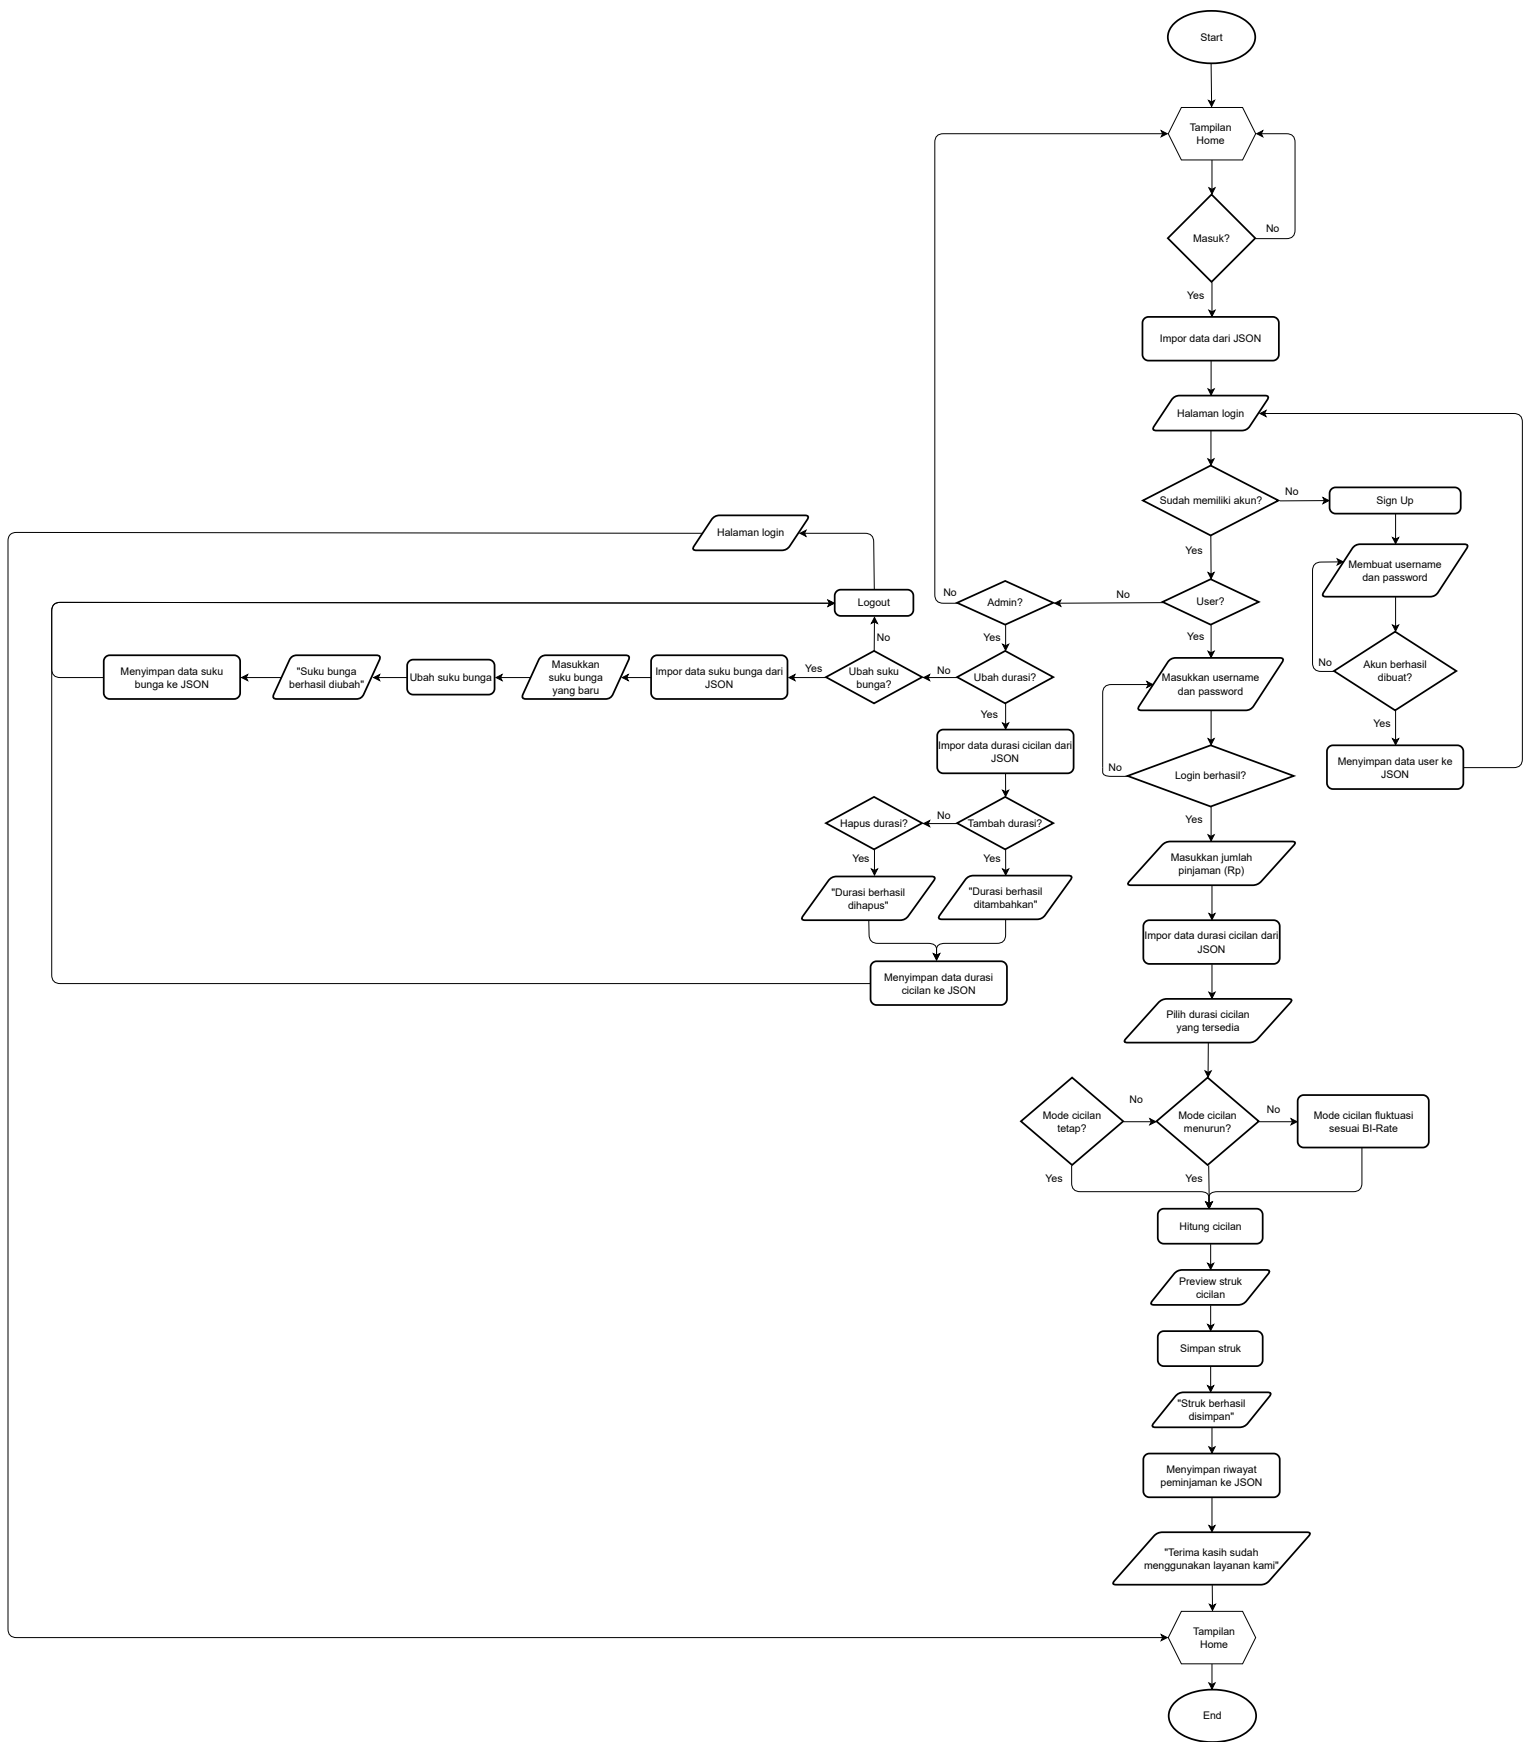 Start
Tampilan
Home
Masuk?
No
Yes
Impor data dari JSON
Halaman login
Sudah memiliki akun?
No
Sign Up
Yes
Membuat username
dan password
Akun berhasil
dibuat?
No
Yes
Menyimpan data user ke
JSON
User?
No
Admin?
No
Yes
Yes
Masukkan username
dan password
Login berhasil?
No
Yes
Halaman login
Logout
No
Ubah durasi?
No
Ubah suku
bunga?
Yes
Impor data suku bunga dari
JSON
Masukkan
suku bunga
yang baru
Ubah suku bunga
"Suku bunga
berhasil diubah"
Menyimpan data suku
bunga ke JSON
Yes
Impor data durasi cicilan dari
JSON
Tambah durasi?
No
Hapus durasi?
Yes
Yes
"Durasi berhasil
dihapus"
"Durasi berhasil
ditambahkan"
Menyimpan data durasi
cicilan ke JSON
Masukkan jumlah
pinjaman (Rp)
Impor data durasi cicilan dari
JSON
Pilih durasi cicilan
yang tersedia
Mode cicilan
tetap?
No
Mode cicilan
menurun?
No
Mode cicilan fluktuasi
sesuai BI-Rate
Yes
Yes
Hitung cicilan
Preview struk
cicilan
Simpan struk
"Struk berhasil
disimpan"
Menyimpan riwayat
peminjaman ke JSON
"Terima kasih sudah
menggunakan layanan kami"
Tampilan
Home
End